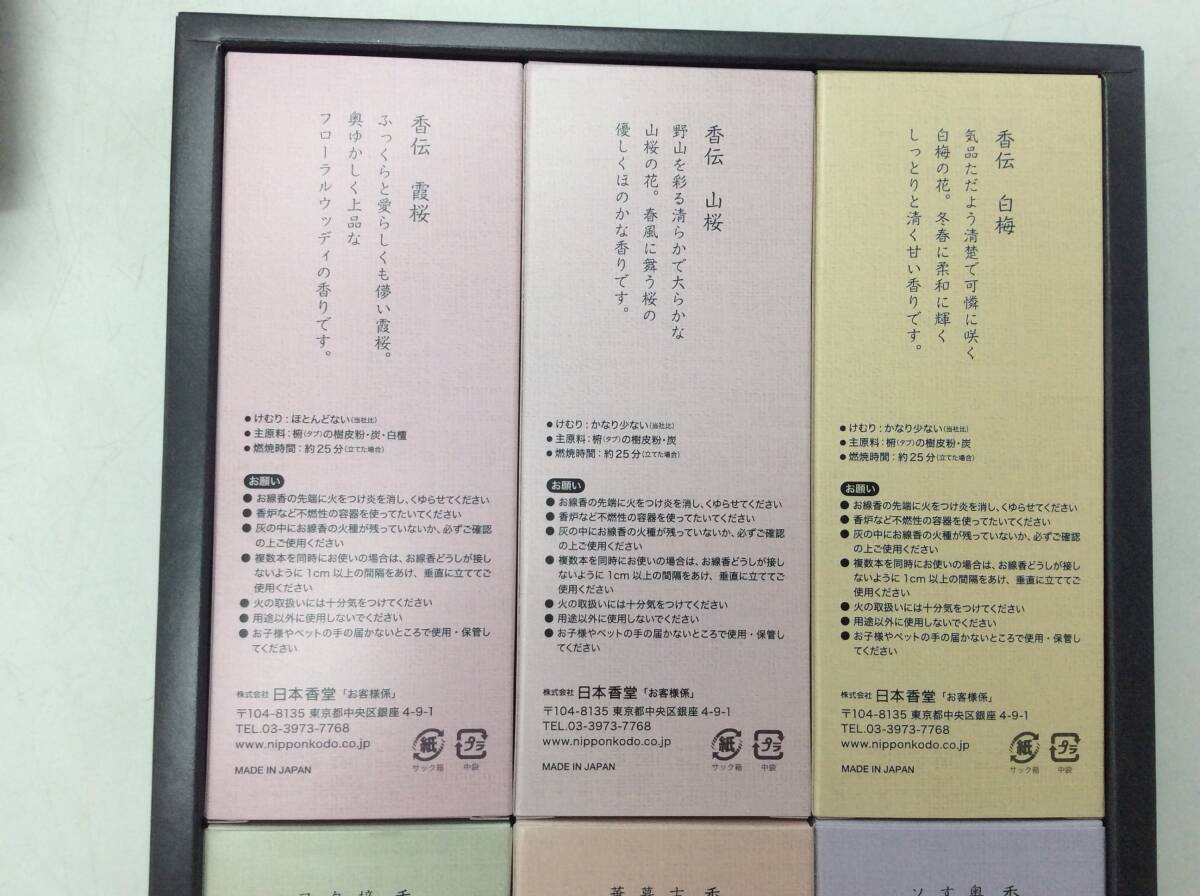 香伝 霞桜
ふっくらと愛らしくも儚い霞桜。
奥ゆかしく上品な
フローラルウッディの香りです。
●けむり：ほとんどない（当社比）
●主原料：椨（タブ）の樹皮粉・炭・白檀
●燃焼時間：約25分（立てた場合）
お願い
●お線香の先端に火をつけ炎を消し、くゆらせてください
●香炉など不燃性の容器を使ってたいてください
●灰の中にお線香の火種が残っていないか、必ずご確認
の上ご使用ください
●複数本を同時にお使いの場合は、お線香どうしが接し
ないように1cm以上の間隔をあけ、垂直に立ててご
使用ください
●火の取扱いには十分気をつけてください
●用途以外に使用しないでください
●お子様やペットの手の届かないところで使用・保管し
てください
株式会社 日本香堂「お客様係」
〒104-8135 東京都中央区銀座 4-9-1
TEL.03-3973-7768
www.nipponkodo.co.jp
MADE IN JAPAN
紙
サック箱
プラ
中袋
香伝 山桜
野山を彩る清らかで大らかな
山桜の花。春風に舞う桜の
優しくほのかな香りです。
●けむり：かなり少ない（当社比）
●主原料：椨（タブ）の樹皮粉・炭
●燃焼時間：約25分（立てた場合）
お願い
●お線香の先端に火をつけ炎を消し、くゆらせてください
●香炉など不燃性の容器を使ってたいてください
●灰の中にお線香の火種が残っていないか、必ずご確認
の上ご使用ください
●複数本を同時にお使いの場合は、お線香どうしが接し
ないように1cm以上の間隔をあけ、垂直に立ててご
使用ください
●火の取扱いには十分気をつけてください
●用途以外に使用しないでください
●お子様やペットの手の届かないところで使用・保管し
てください
株式会社 日本香堂「お客様係」
〒104-8135 東京都中央区銀座 4-9-1
TEL.03-3973-7768
www.nipponkodo.co.jp
MADE IN JAPAN
紙
サック箱
プラ
中袋
香伝 白梅
気品ただよう清楚で可憐に咲く
白梅の花。冬春に柔和に輝く
しっとりと清く甘い香りです。
●けむり：かなり少ない（当社比）
●主原料：椨（タブ）の樹皮粉・炭
●燃焼時間：約25分（立てた場合）
お願い
●お線香の先端に火をつけ炎を消し、くゆらせてください
●香炉など不燃性の容器を使ってたいてください
●灰の中にお線香の火種が残っていないか、必ずご確認
の上ご使用ください
●複数本を同時にお使いの場合は、お線香どうしが接し
ないように1cm以上の間隔をあけ、垂直に立ててご
使用ください
●火の取扱いには十分気をつけてください
●用途以外に使用しないでください
●お子様やペットの手の届かないところで使用・保管し
てください
株式会社 日本香堂「お客様係」
〒104-8135 東京都中央区銀座 4-9-1
TEL.03-3973-7768
www.nipponkodo.co.jp
MADE IN JAPAN
紙
サック箱
プラ
中袋